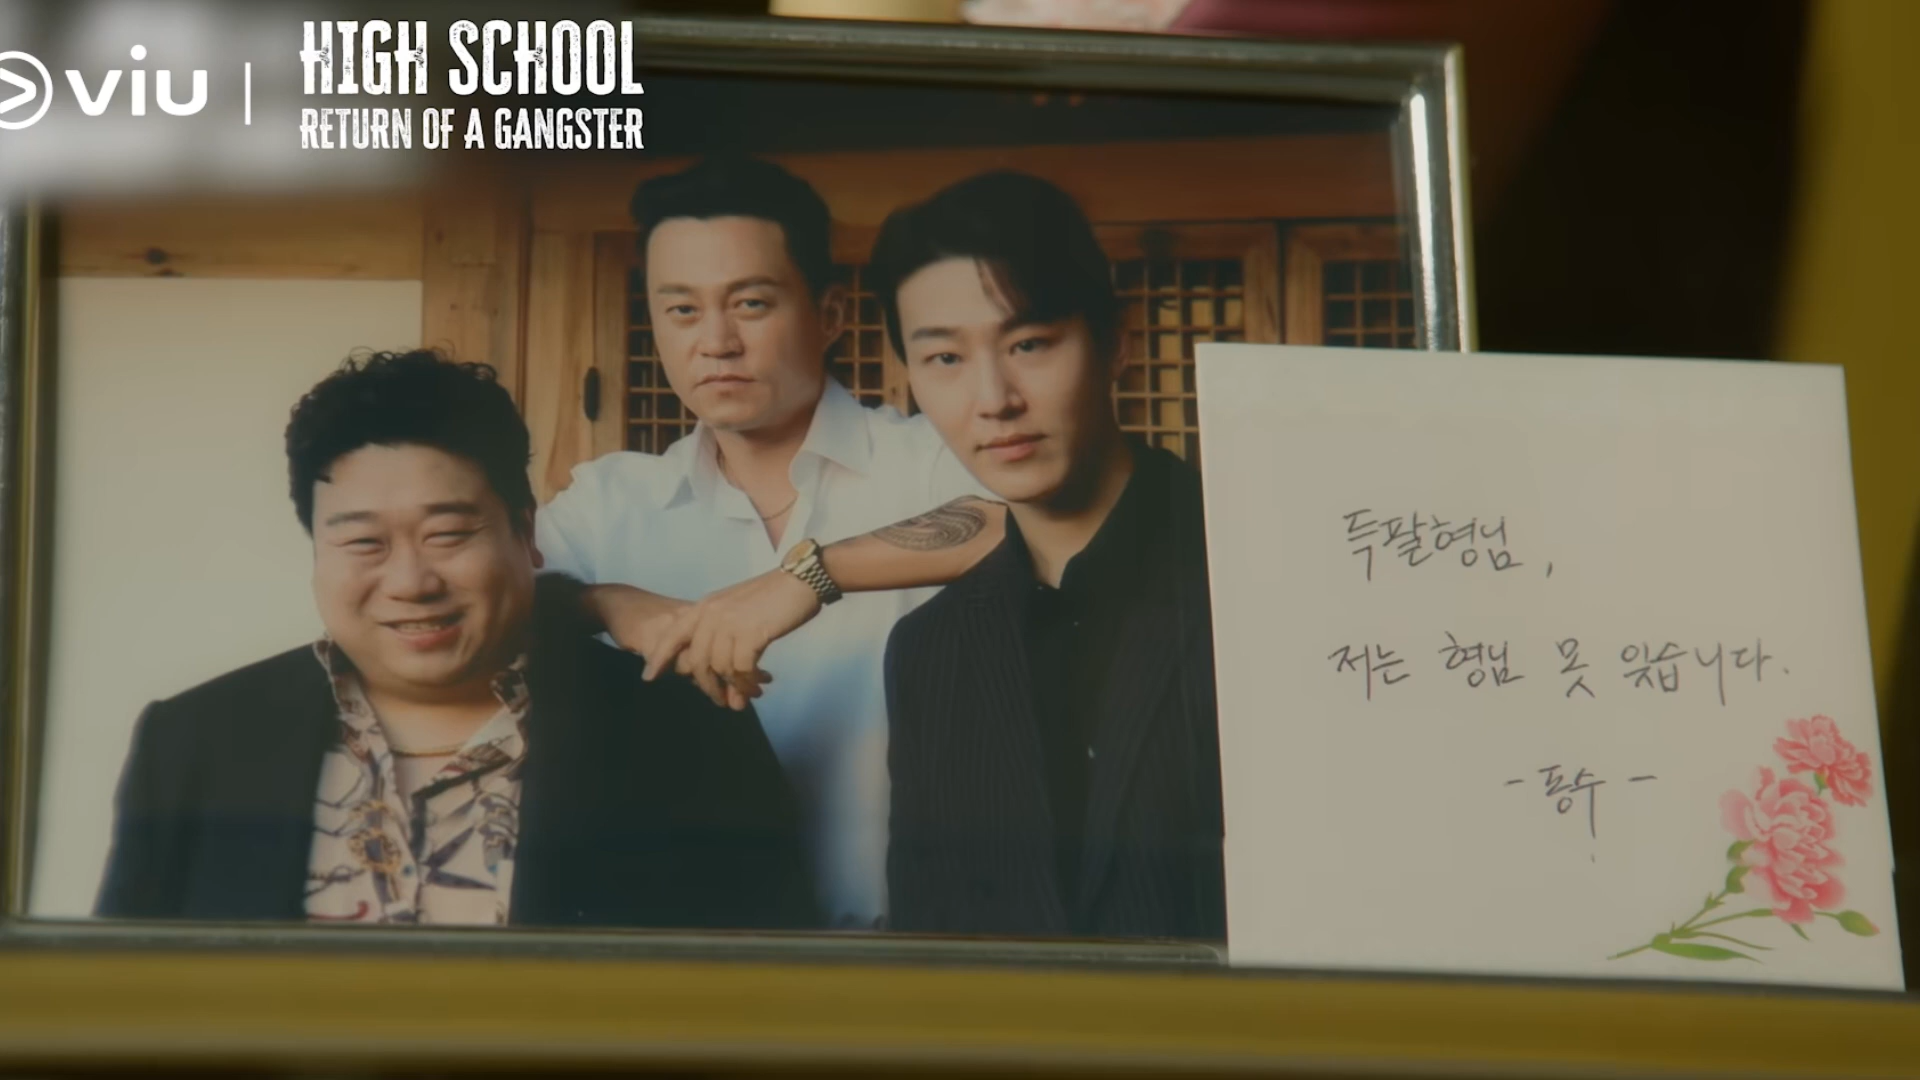 viu
HIGH SCHOOL
RETURN OF A GANGSTER
득팔형님,
저는 형님 못 잊습니다.
- 풍수 -